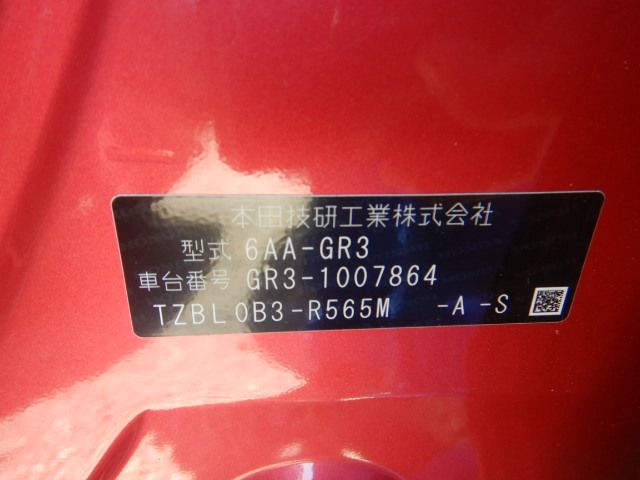 本田技研工業株式会社
型式 6AA-GR3
車台番号 GR3-1007864
TZBL0B3-R565M -A -S